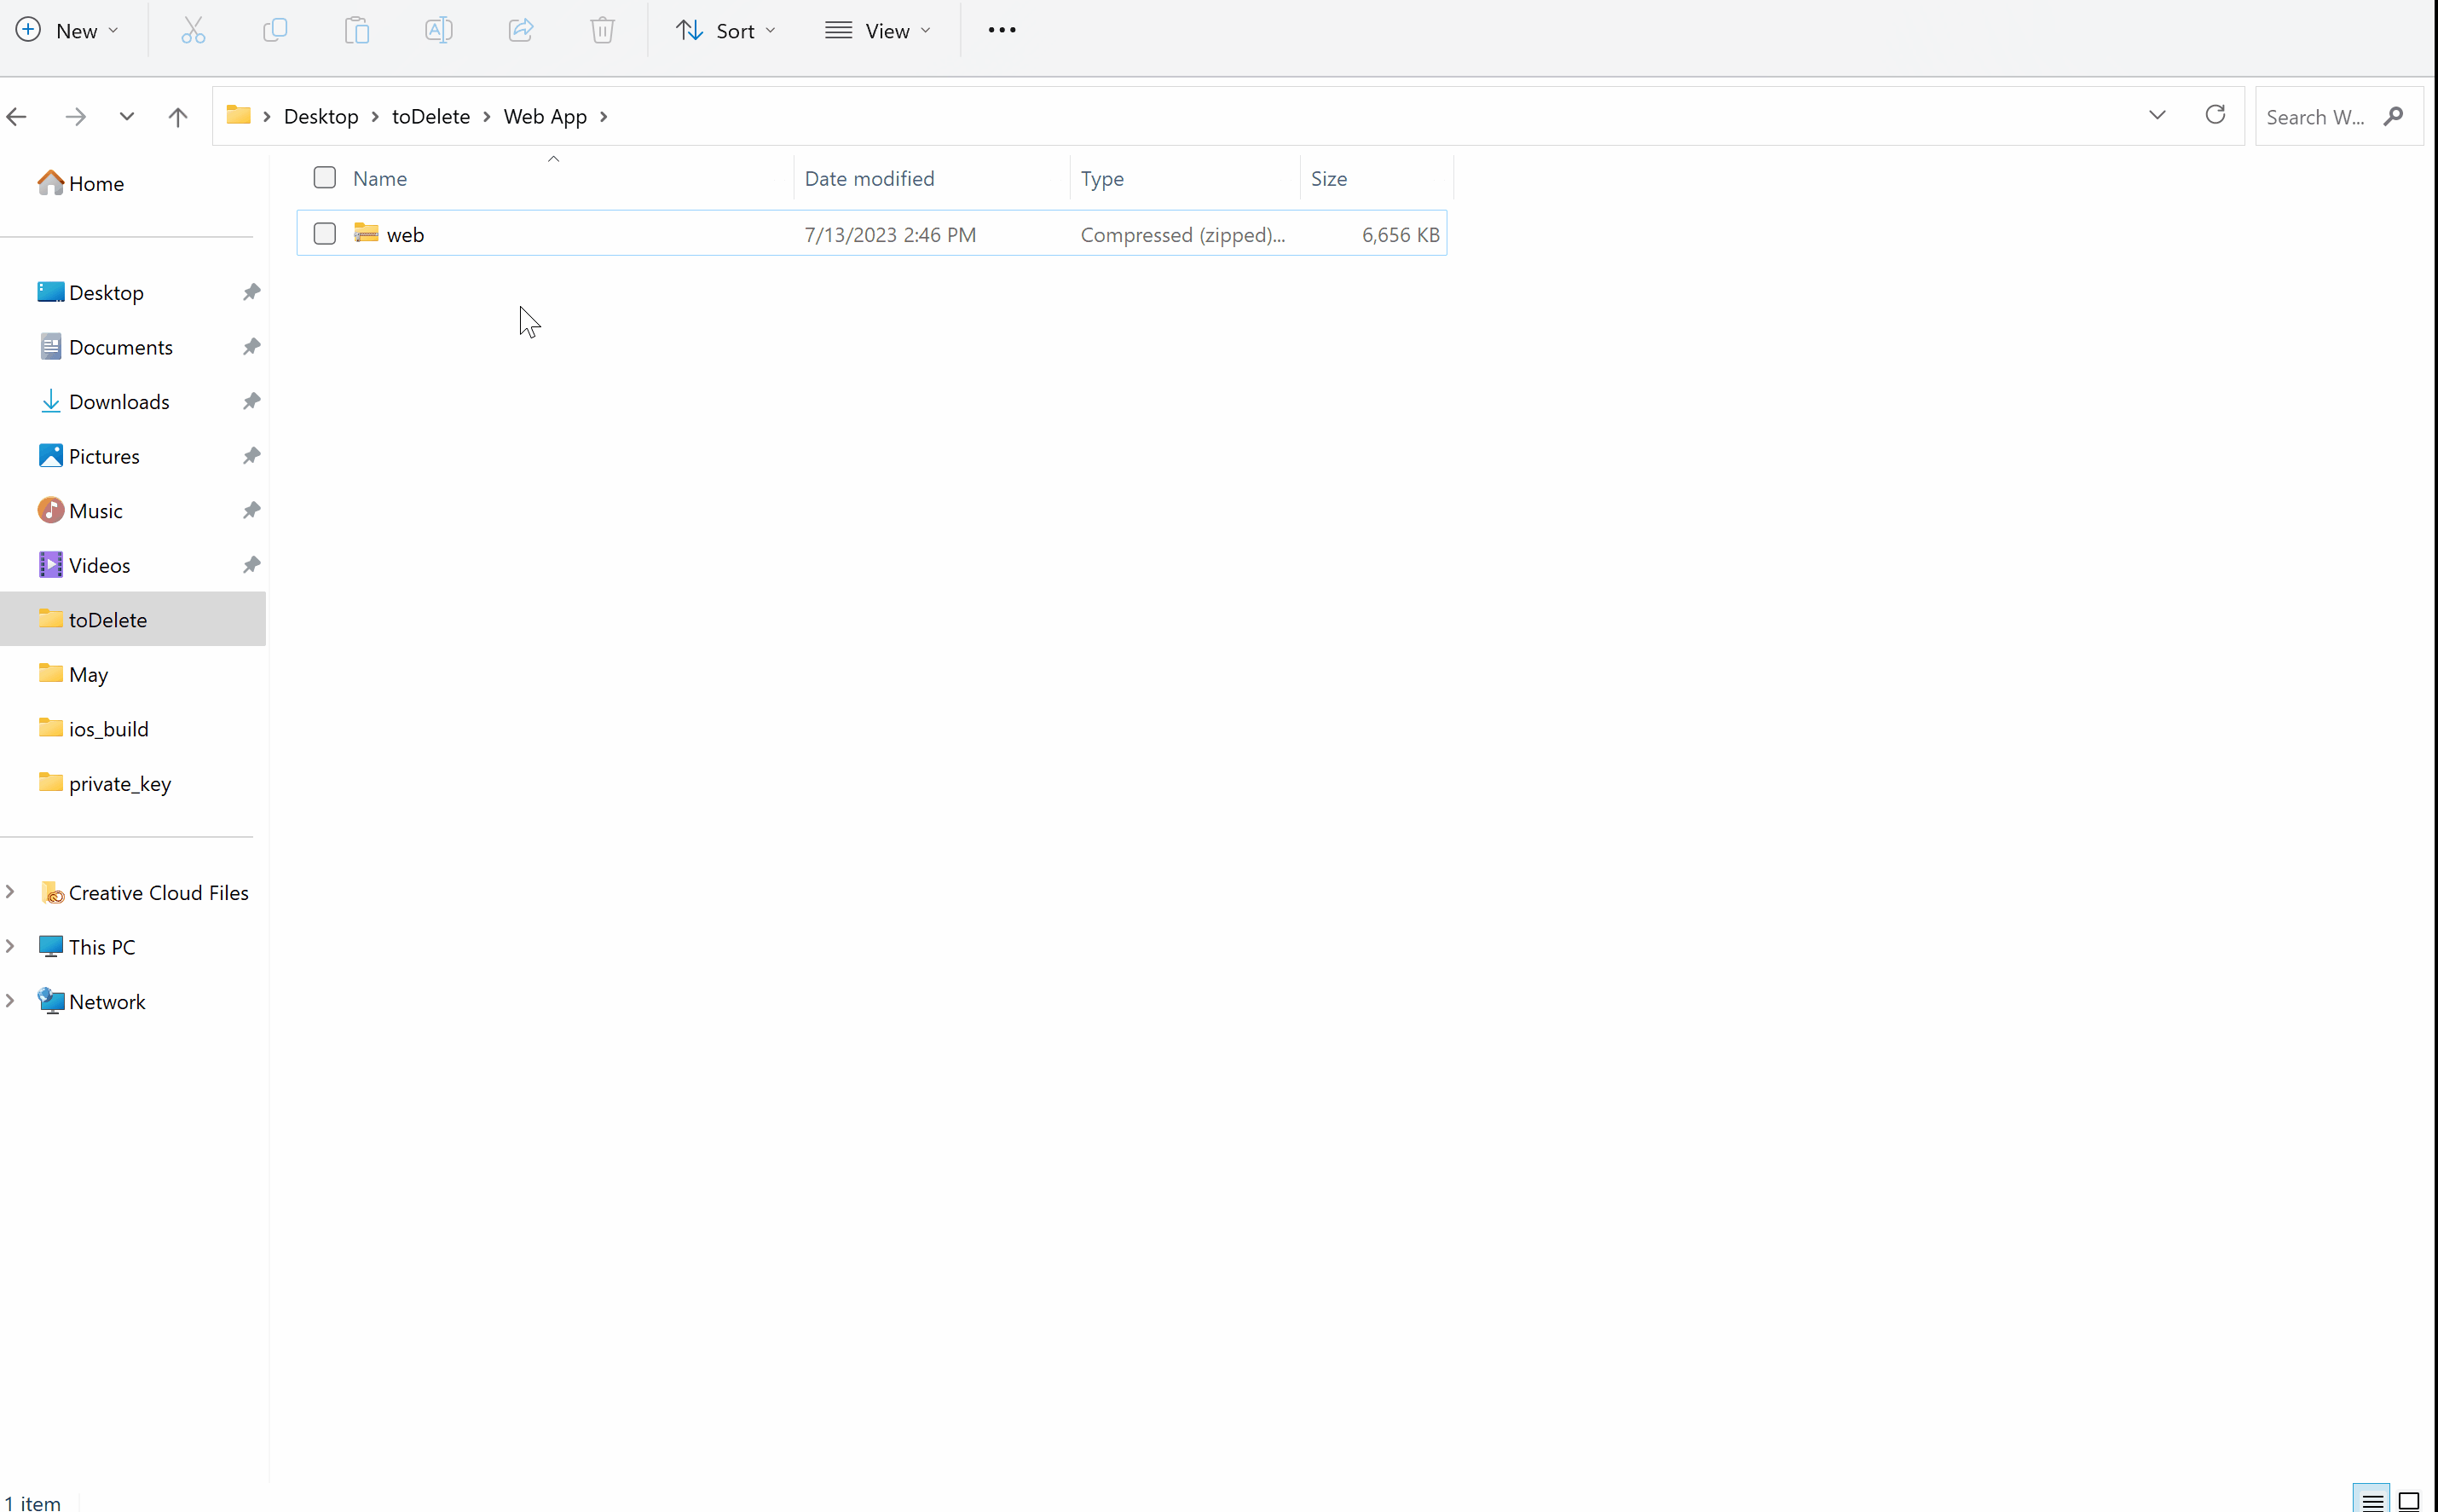 New Sort View
Desktop toDelete Web App Search W...
Home
Name Date modified Type Size
web 7/13/2023 2:46 PM Compressed (zipped)... 6,656 KB
Desktop
Documents
Downloads
Pictures
Music
Videos
toDelete
May
ios_build
private_key
Creative Cloud Files
This PC
Network
1 item